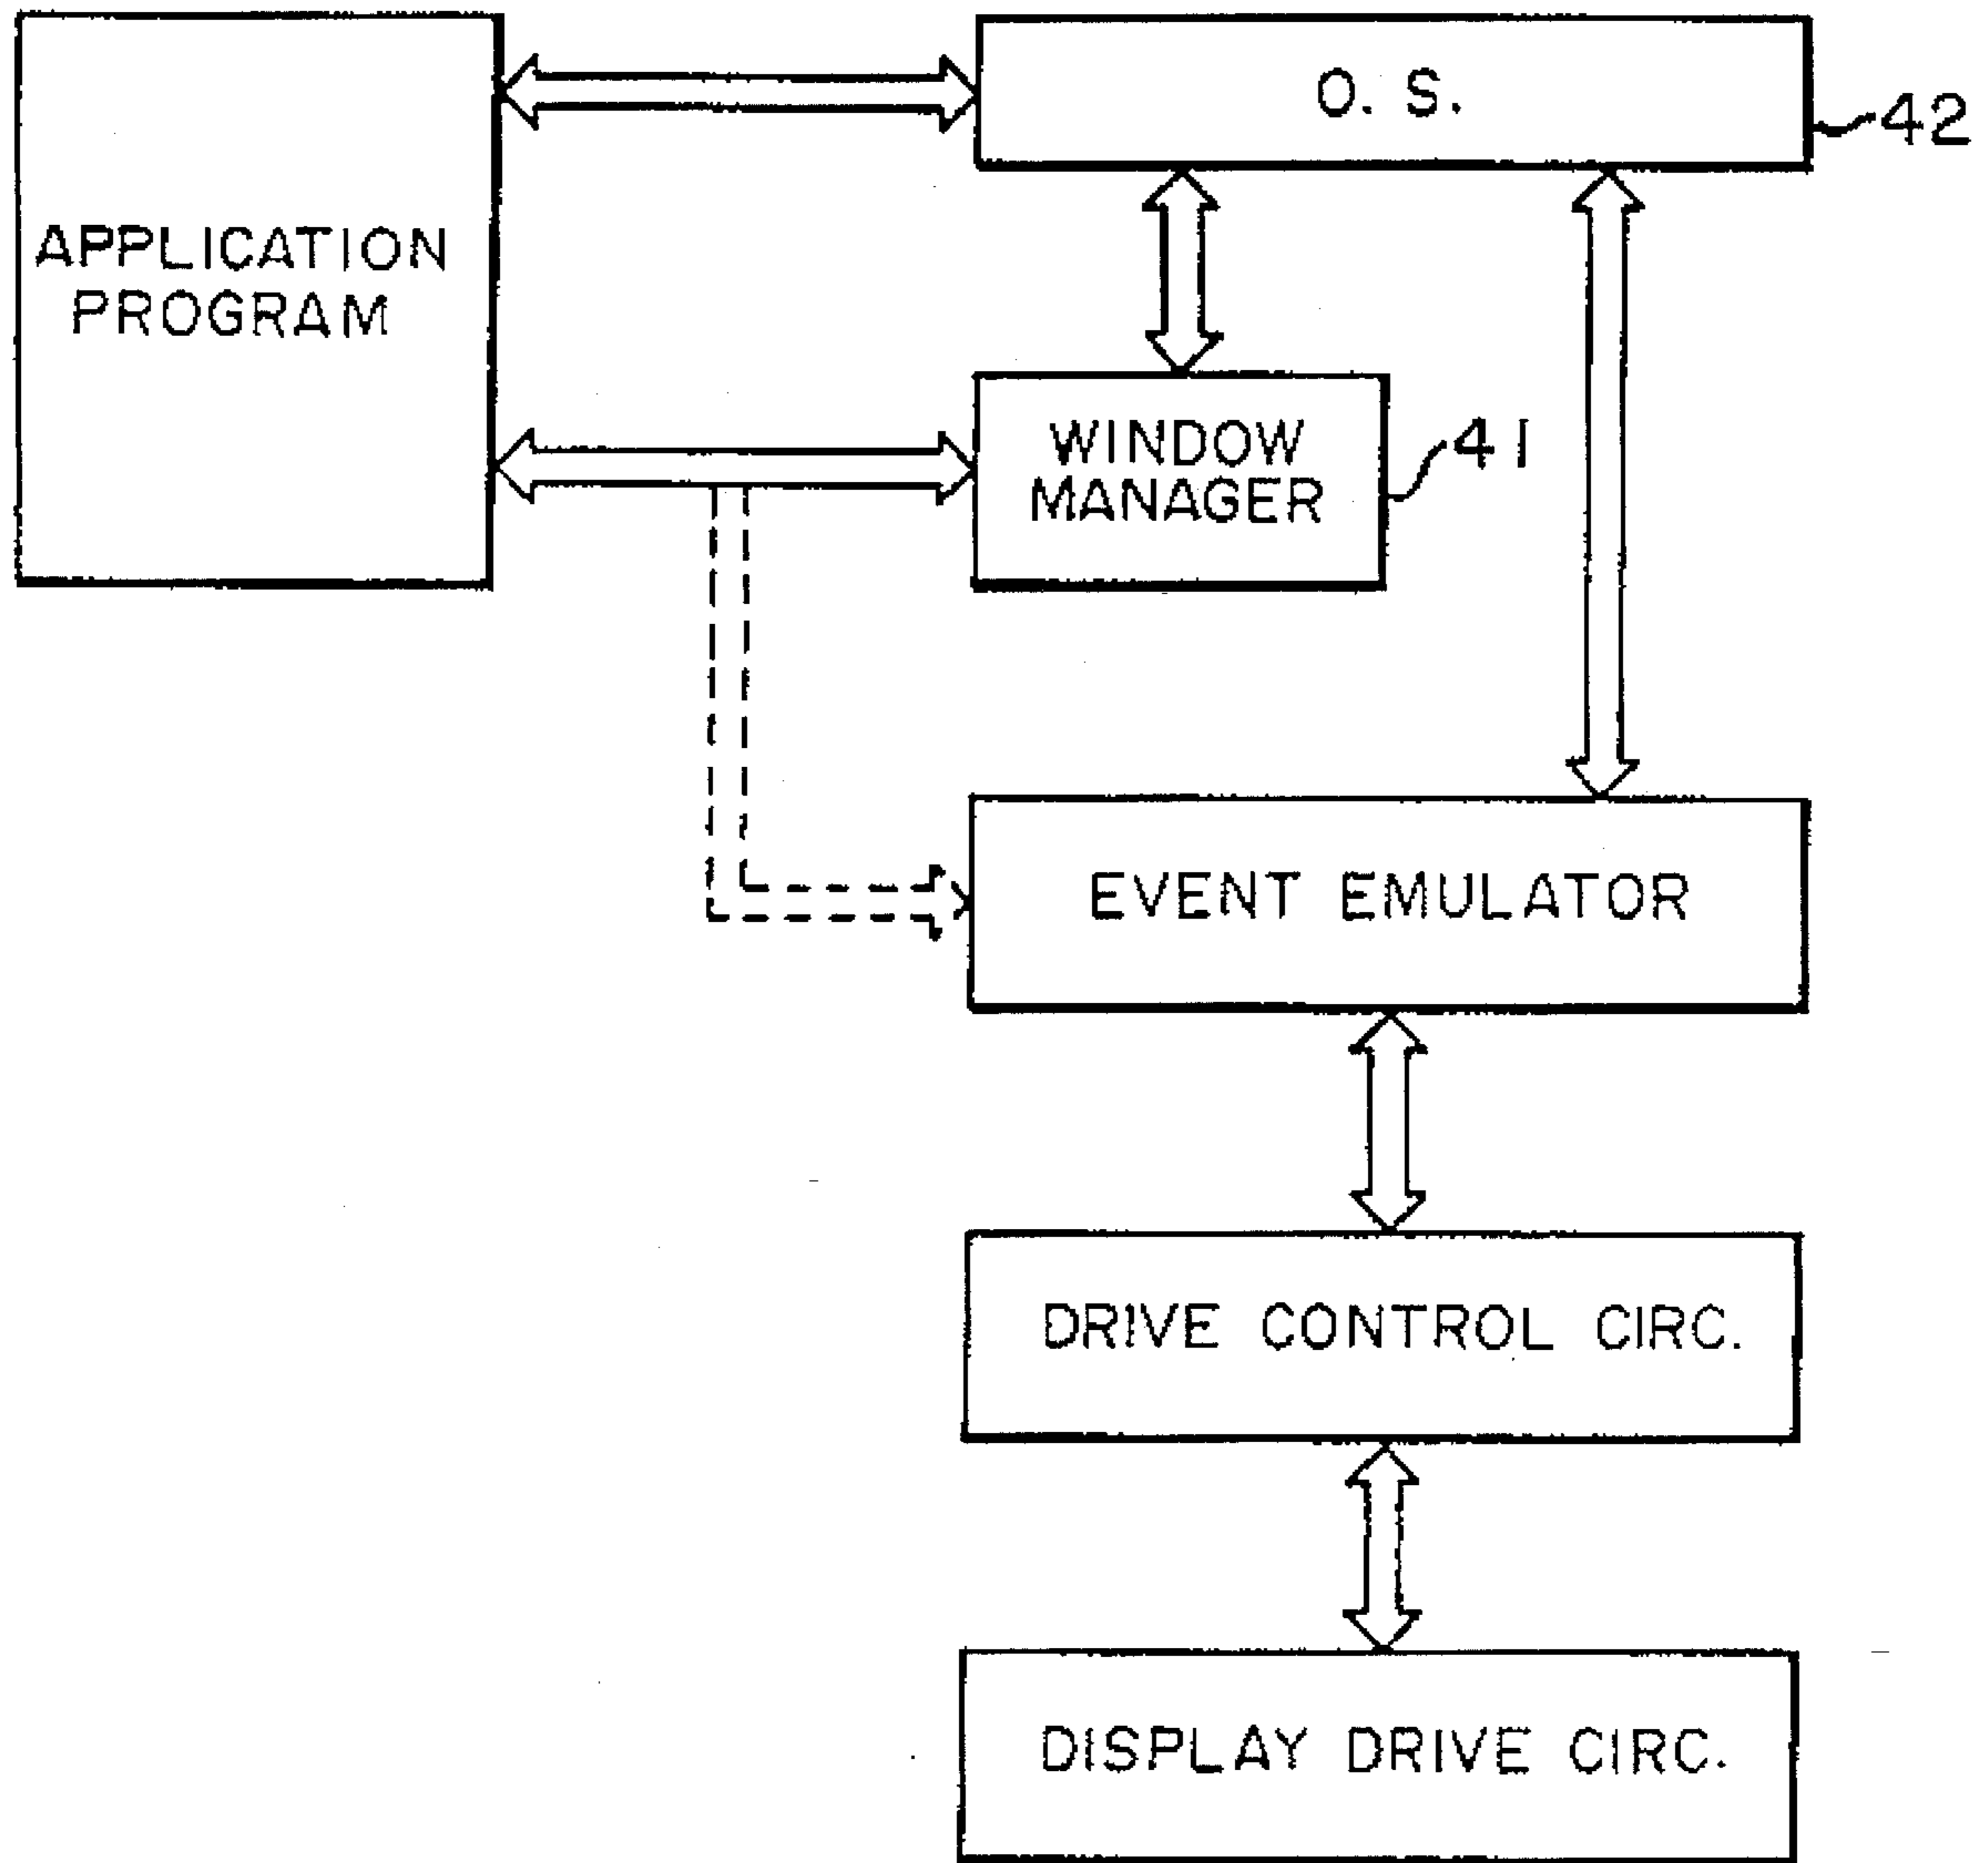 O. S.
42
APPLICATION
PROGRAM
WINDOW
MANAGER
41
EVENT EMULATOR
DRIVE CONTROL CIRC.
DISPLAY DRIVE CIRC.